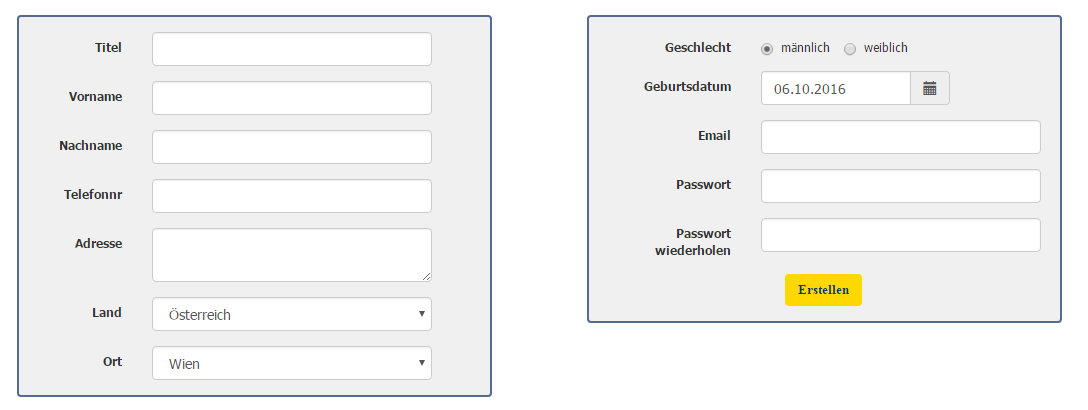 Titel
Vorname
Nachname
Telefonnr
Adresse
Land Österreich
Ort Wien
Geschlecht männlich weiblich
Geburtsdatum 06.10.2016
Email
Passwort
Passwort
wiederholen
Erstellen